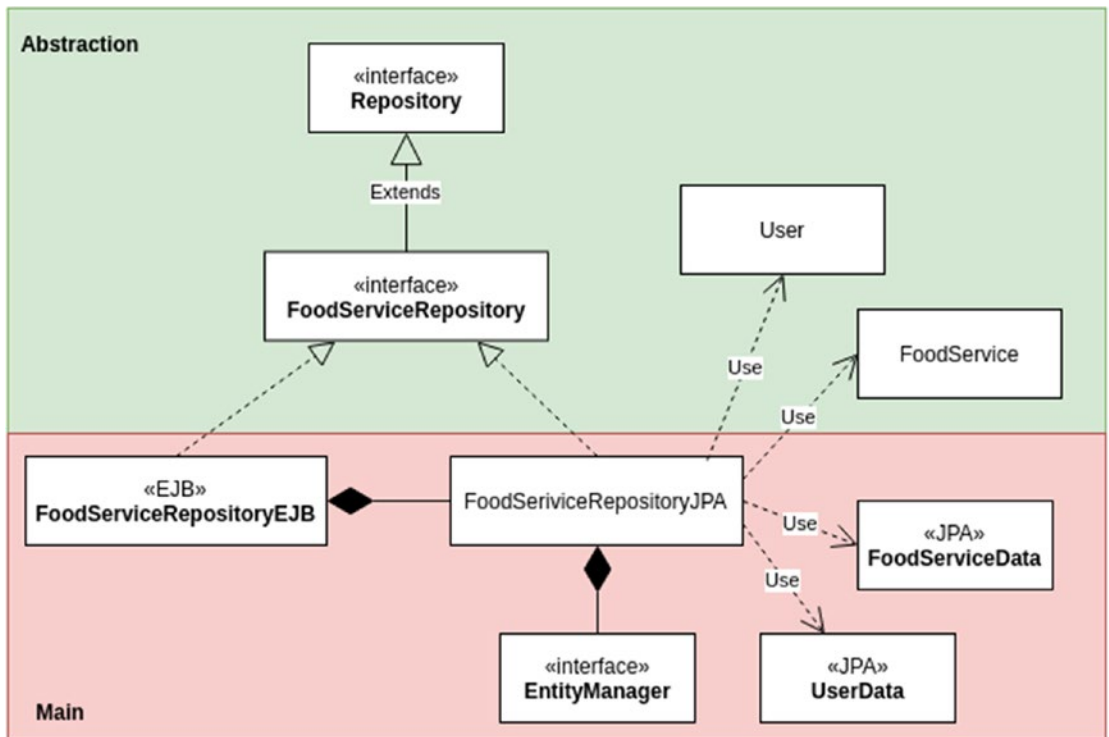 Abstraction
«interface»
Repository
Extends
«interface»
FoodServiceRepository
User
FoodService
Use
Use
«EJB»
FoodServiceRepositoryEJB
FoodSeriviceRepositoryJPA
Use
«JPA»
FoodServiceData
Use
«interface»
EntityManager
«JPA»
UserData
Main